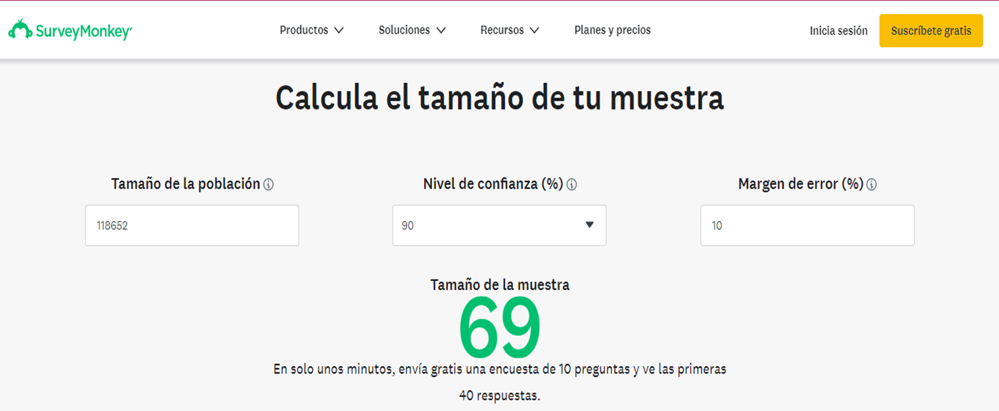 SurveyMonkey
Productos
Soluciones
Recursos
Planes y precios
Inicia sesión
Suscríbete gratis
Calcula el tamaño de tu muestra
Tamaño de la población
Nivel de confianza (%)
Margen de error (%)
118652
90
10
Tamaño de la muestra
69
En solo unos minutos, envía gratis una encuesta de 10 preguntas y ve las primeras
40 respuestas.